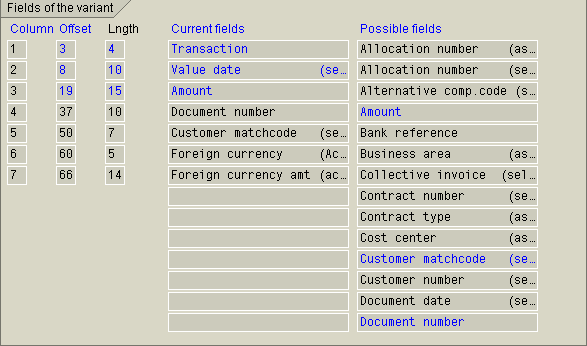 Fields of the variant
Column Offset Lngth Current fields Possible fields
1 3 4 Transaction Allocation number (as…
2 8 10 Value date (se… Allocation number (se…
3 19 15 Amount Alternative comp.code (s…
4 37 10 Document number Amount
5 50 7 Customer matchcode (se… Bank reference
6 60 5 Foreign currency (Ac… Business area (as…
7 66 14 Foreign currency amt (ac… Collective invoice (sel…
Contract number (se…
Contract type (as…
Cost center (as…
Customer matchcode (se…
Customer number (se…
Document date (se…
Document number